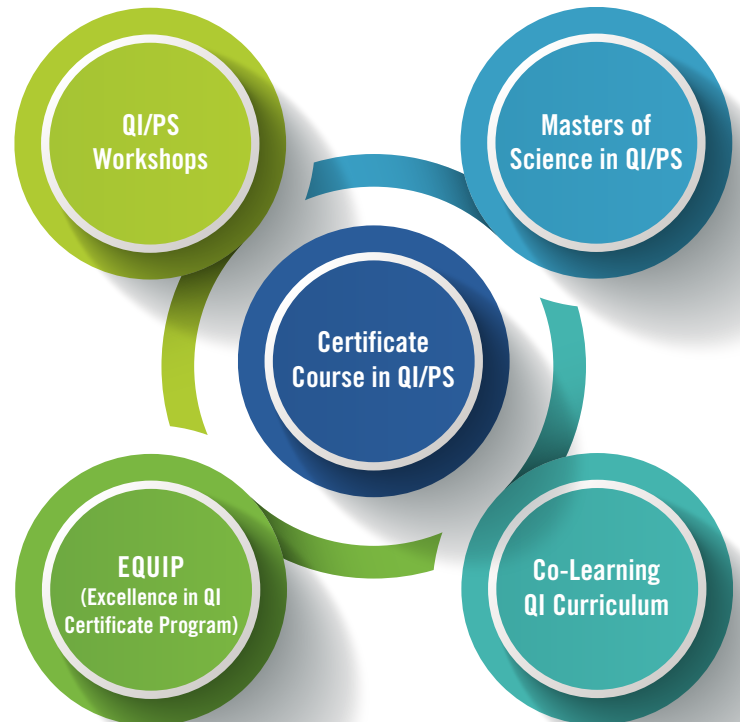 QI/PS
Workshops
Masters of
Science in QI/PS
Certificate
Course in QI/PS
EQUIP
(Excellence in QI
Certificate Program)
Co-Learning
QI Curriculum